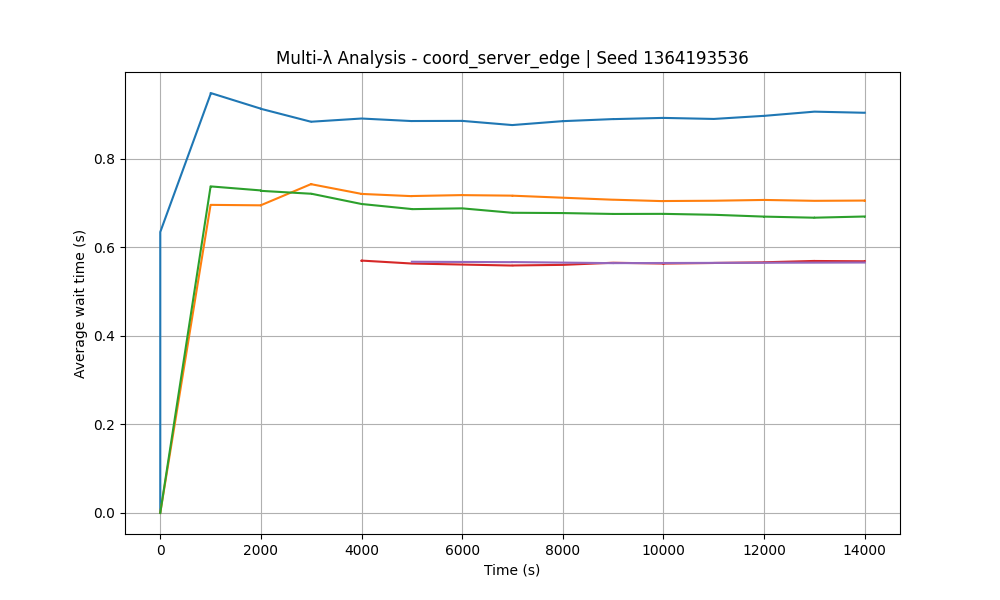 Multi-λ Analysis - coord_server_edge | Seed 1364193536
Average wait time (s)
0.8
0.6
0.4
0.2
0.0
0 2000 4000 6000 8000 10000 12000 14000
Time (s)